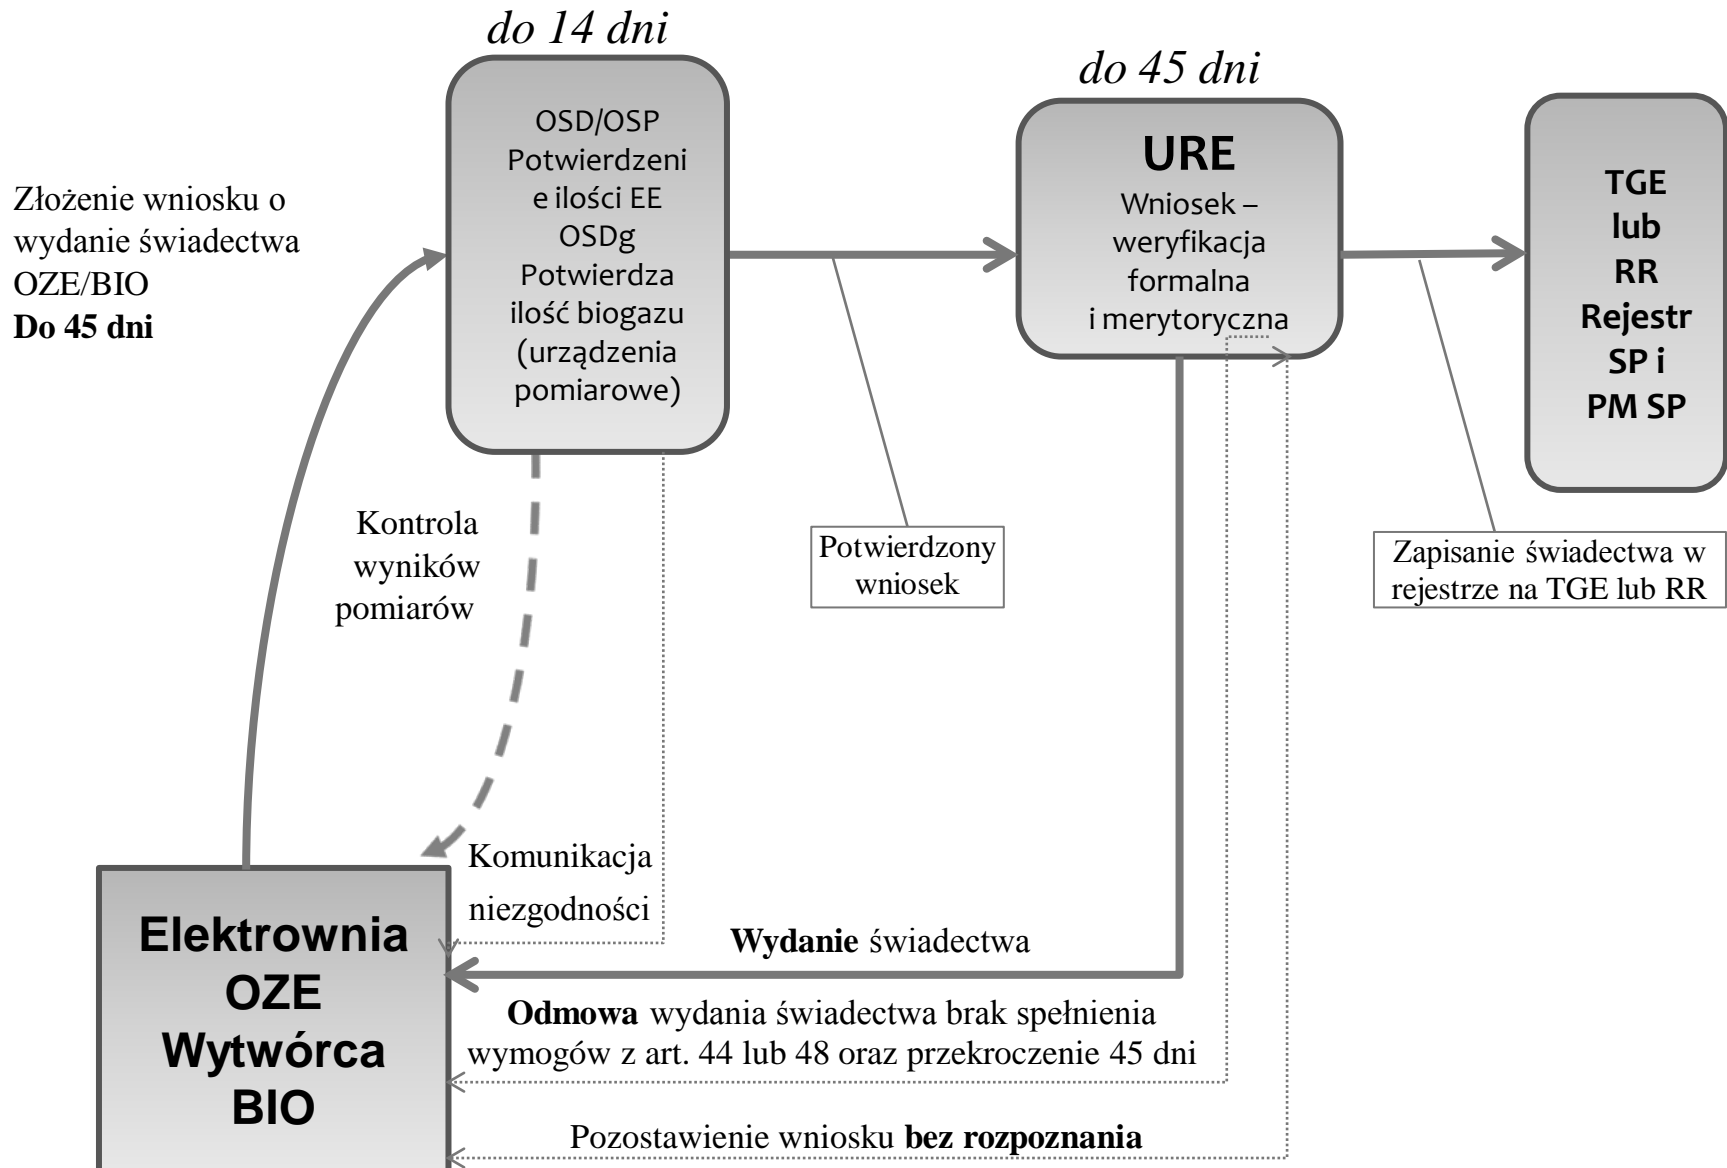 do 14 dni
do 45 dni
Złożenie wniosku o
wydanie świadectwa
OZE/BIO
Do 45 dni
OSD/OSP
Potwierdzeni
e ilości EE
OSDg
Potwierdza
ilość biogazu
(urządzenia
pomiarowe)
URE
Wniosek –
weryfikacja
formalna
i merytoryczna
TGE
lub
RR
Rejestr
SP i
PM SP
Kontrola
wyników
pomiarów
Potwierdzony
wniosek
Zapisanie świadectwa w
rejestrze na TGE lub RR
Komunikacja
niezgodności
Elektrownia
OZE
Wytwórca
BIO
Wydanie świadectwa
Odmowa wydania świadectwa brak spełnienia
wymogów z art. 44 lub 48 oraz przekroczenie 45 dni
Pozostawienie wniosku bez rozpoznania